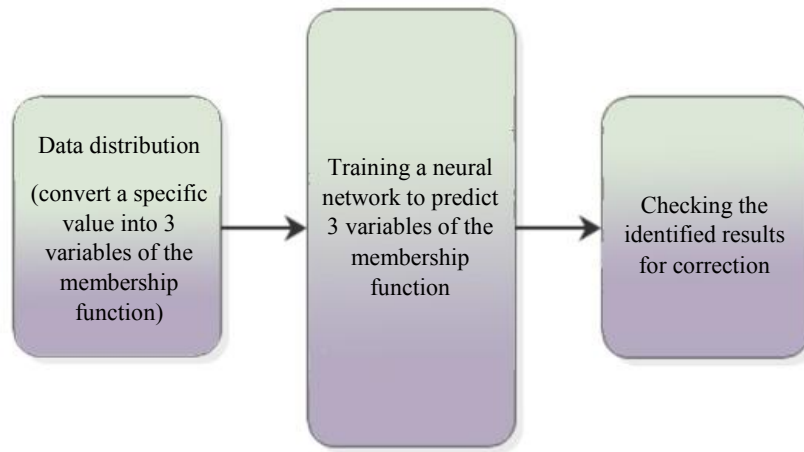 Data distribution
(convert a specific
value into 3
variables of the
membership
function)
Training a neural
network to predict
3 variables of the
membership
function
Checking the
identified results
for correction